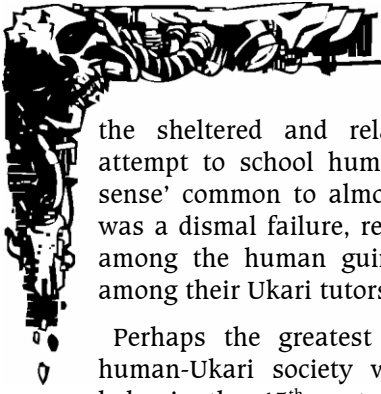 the sheltered and rela
attempt to school hum
sense’ common to almo
was a dismal failure, re
among the human guin
among their Ukari tutors
Perhaps the greatest
human-Ukari society w